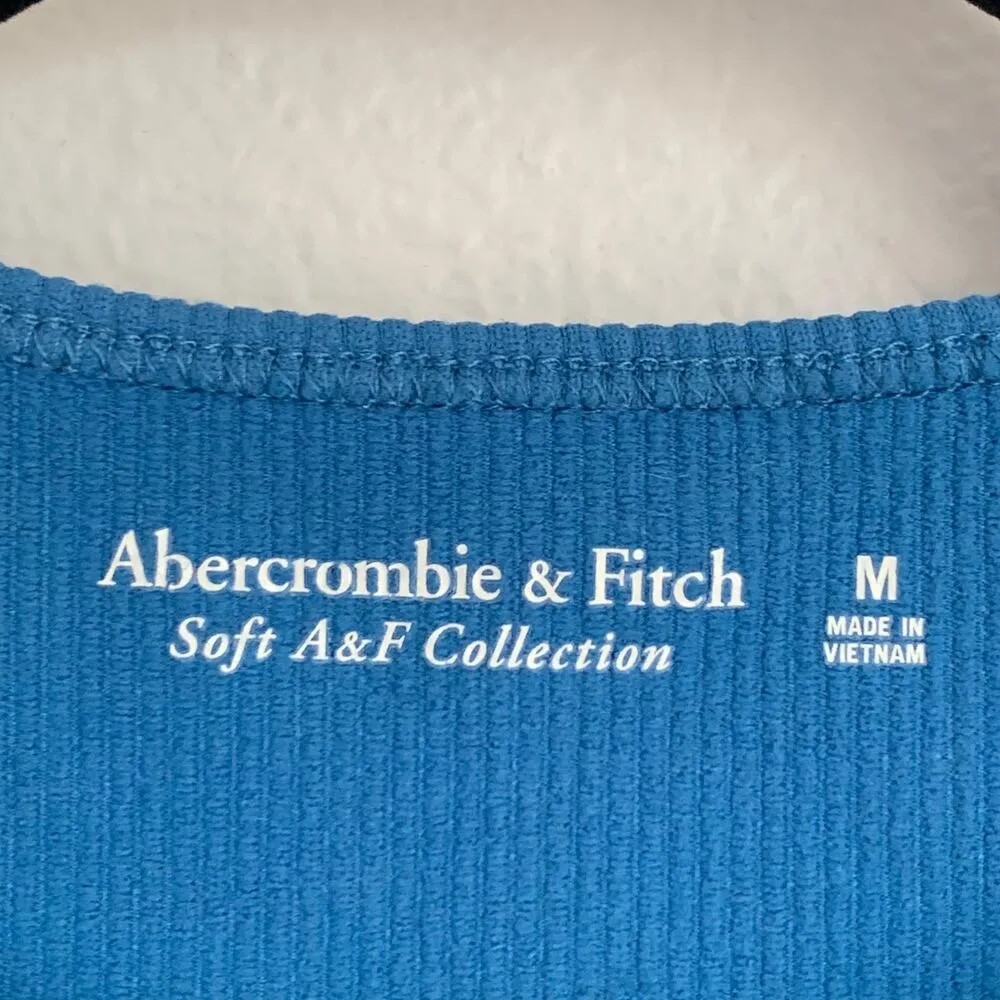 Abercrombie & Fitch
Soft A&F Collection
M
MADE IN
VIETNAM